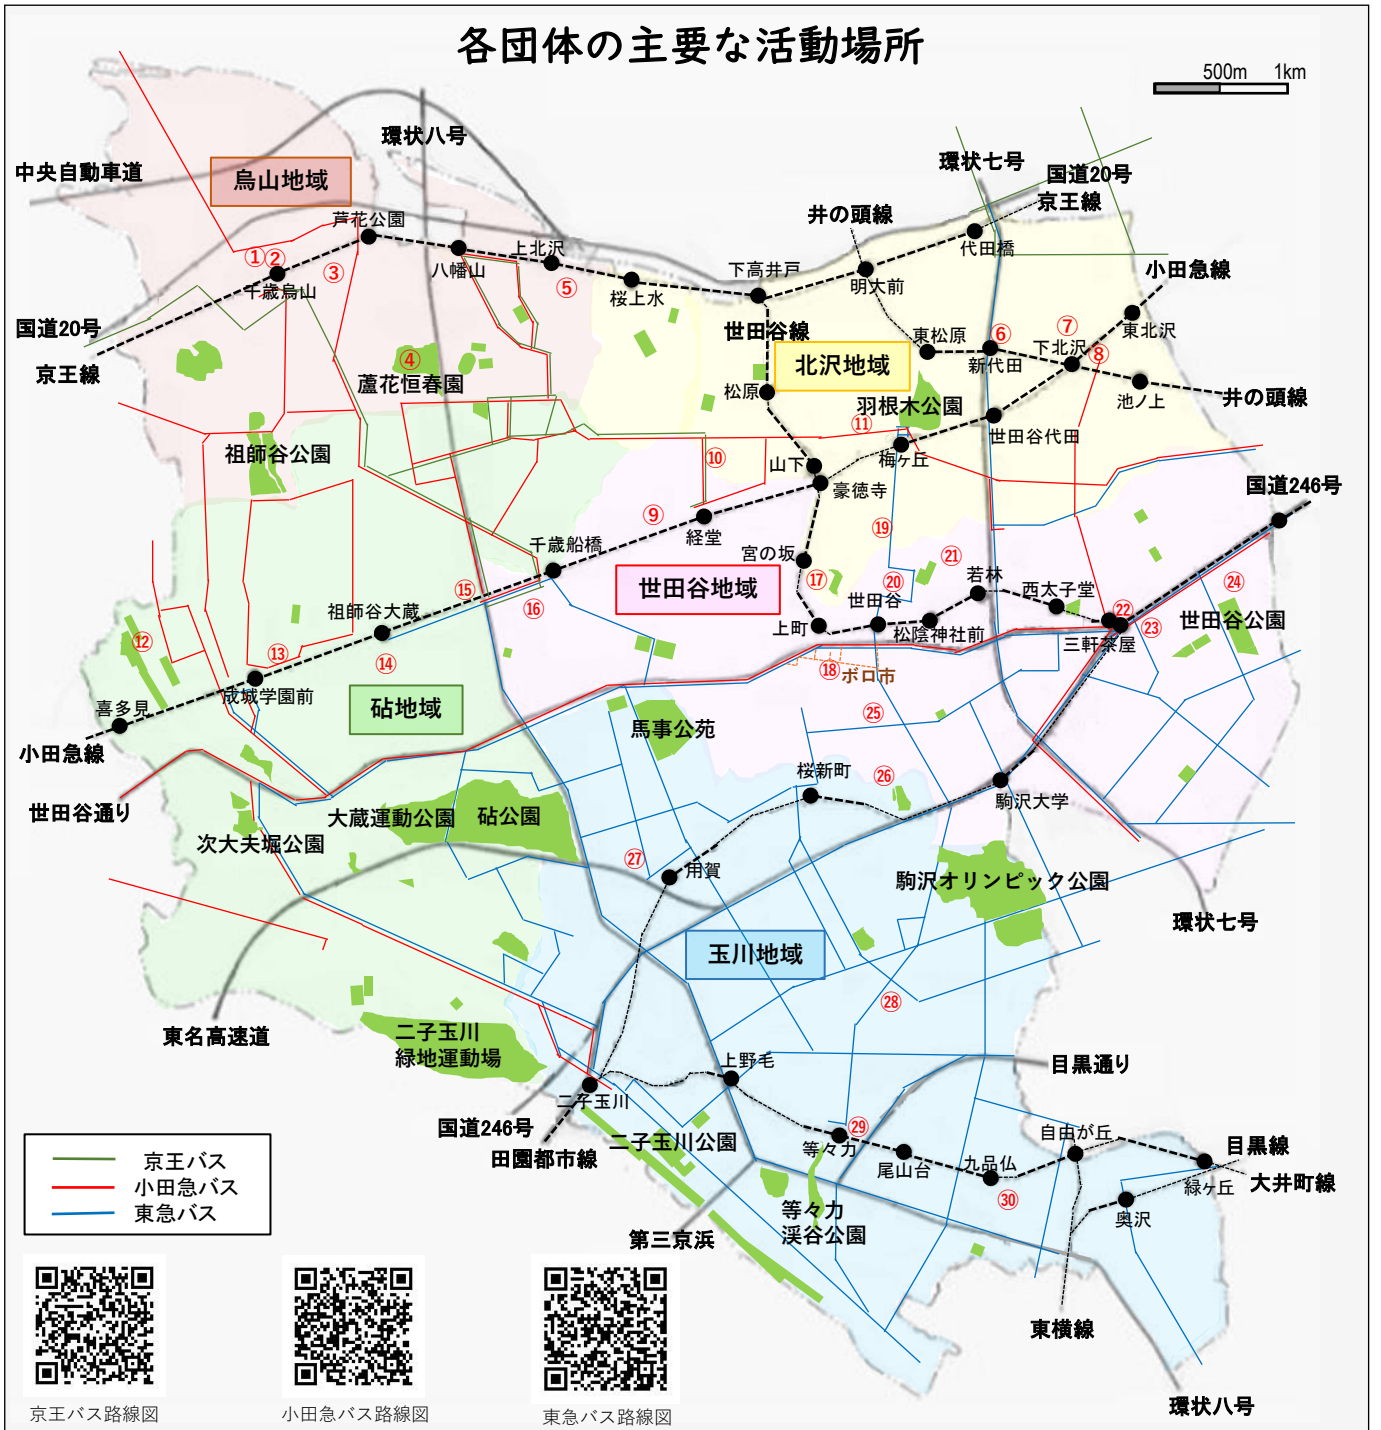 各団体の主要な活動場所
500m 1km
環状八号
中央自動車道
烏山地域
環状七号
国道20号
京王線
井の頭線
芦花公園
代田橋
①②
③
千歳烏山
八幡山
上北沢
⑤
桜上水
下高井戸
明大前
小田急線
国道20号
京王線
世田谷線
東松原
⑥
新代田
⑦
下北沢
⑧
東北沢
④
蘆花恒春園
北沢地域
松原
羽根木公園
池ノ上
井の頭線
⑪
世田谷代田
祖師谷公園
⑩
山下
梅ヶ丘
豪徳寺
国道246号
⑨
経堂
⑲
千歳船橋
宮の坂
⑮
⑯
世田谷地域
⑰
⑳
㉑
若林
西太子堂
㉔
世田谷
祖師谷大蔵
上町
松陰神社前
㉒
㉓
三軒茶屋
世田谷公園
⑫
⑬
⑭
⑱
ボロ市
成城学園前
喜多見
砧地域
㉕
小田急線
馬事公苑
桜新町
㉖
駒沢大学
世田谷通り
大蔵運動公園
砧公園
次大夫堀公園
㉗
用賀
駒沢オリンピック公園
環状七号
玉川地域
㉘
東名高速道
二子玉川
緑地運動場
上野毛
目黒通り
二子玉川
国道246号
田園都市線
二子玉川公園
㉙
等々力
尾山台
九品仏
自由が丘
目黒線
緑ヶ丘
大井町線
㉚
奥沢
等々力
渓谷公園
第三京浜
東横線
環状八号
京王バス
小田急バス
東急バス
京王バス路線図
小田急バス路線図
東急バス路線図